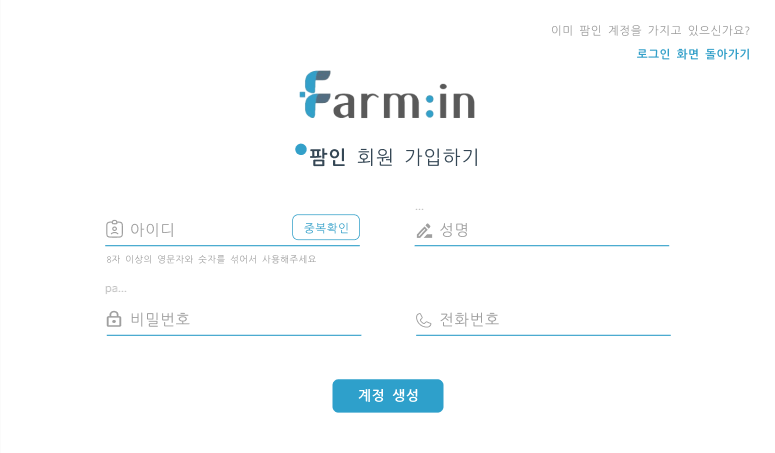 이미 팜인 계정을 가지고 있으신가요?
로그인 화면 돌아가기
Farm:in
팜인 회원 가입하기
...
아이디
중복확인
성명
8자 이상의 영문자와 숫자를 섞어서 사용해주세요
pa...
비밀번호
전화번호
계정 생성